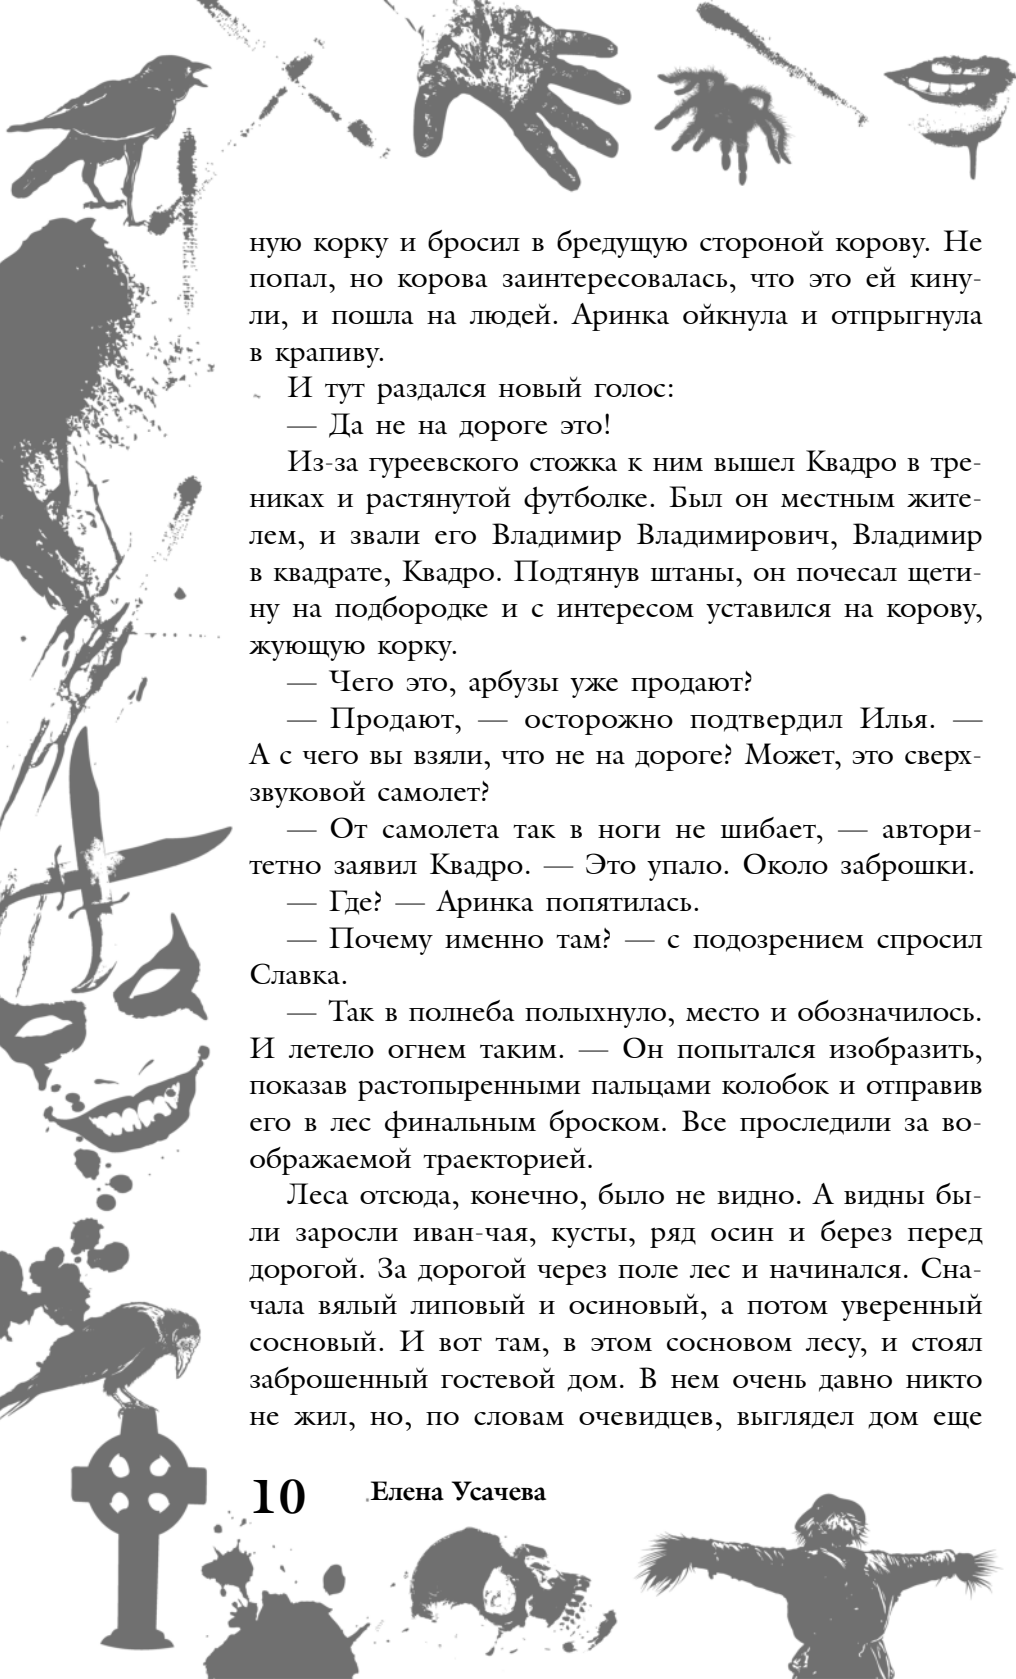 ную корку и бросил в бредущую стороной корову. Не
попал, но корова заинтересовалась, что это ей кину-
ли, и пошла на людей. Аринка ойкнула и отпрыгнула
в крапиву.
И тут раздался новый голос:
— Да не на дороге это!
Из-за гуреевского стожка к ним вышел Квадро в тре-
никах и растянутой футболке. Был он местным жите-
лем, и звали его Владимир Владимирович, Владимир
в квадрате, Квадро. Подтянув штаны, он почесал щети-
ну на подбородке и с интересом уставился на корову,
жующую корку.
— Чего это, арбузы уже продают?
— Продают, — осторожно подтвердил Илья. —
А с чего вы взяли, что не на дороге? Может, это сверх-
звуковой самолет?
— От самолета так в ноги не шибает, — автори-
тетно заявил Квадро. — Это упало. Около заброшки.
— Где? — Аринка попятилась.
— Почему именно там? — с подозрением спросил
Славка.
— Так в полнеба полыхнуло, место и обозначилось.
И летело огнем таким. — Он попытался изобразить,
показав растопыренными пальцами колобок и отправив
его в лес финальным броском. Все проследили за во-
ображаемой траекторией.
Леса отсюда, конечно, было не видно. А видны бы-
ли заросли иван-чая, кусты, ряд осин и берез перед
дорогой. За дорогой через поле лес и начинался. Сна-
чала вялый липовый и осиновый, а потом уверенный
сосновый. И вот там, в этом сосновом лесу, и стоял
заброшенный гостевой дом. В нем очень давно никто
не жил, но, по словам очевидцев, выглядел дом еще
10 Елена Усачева